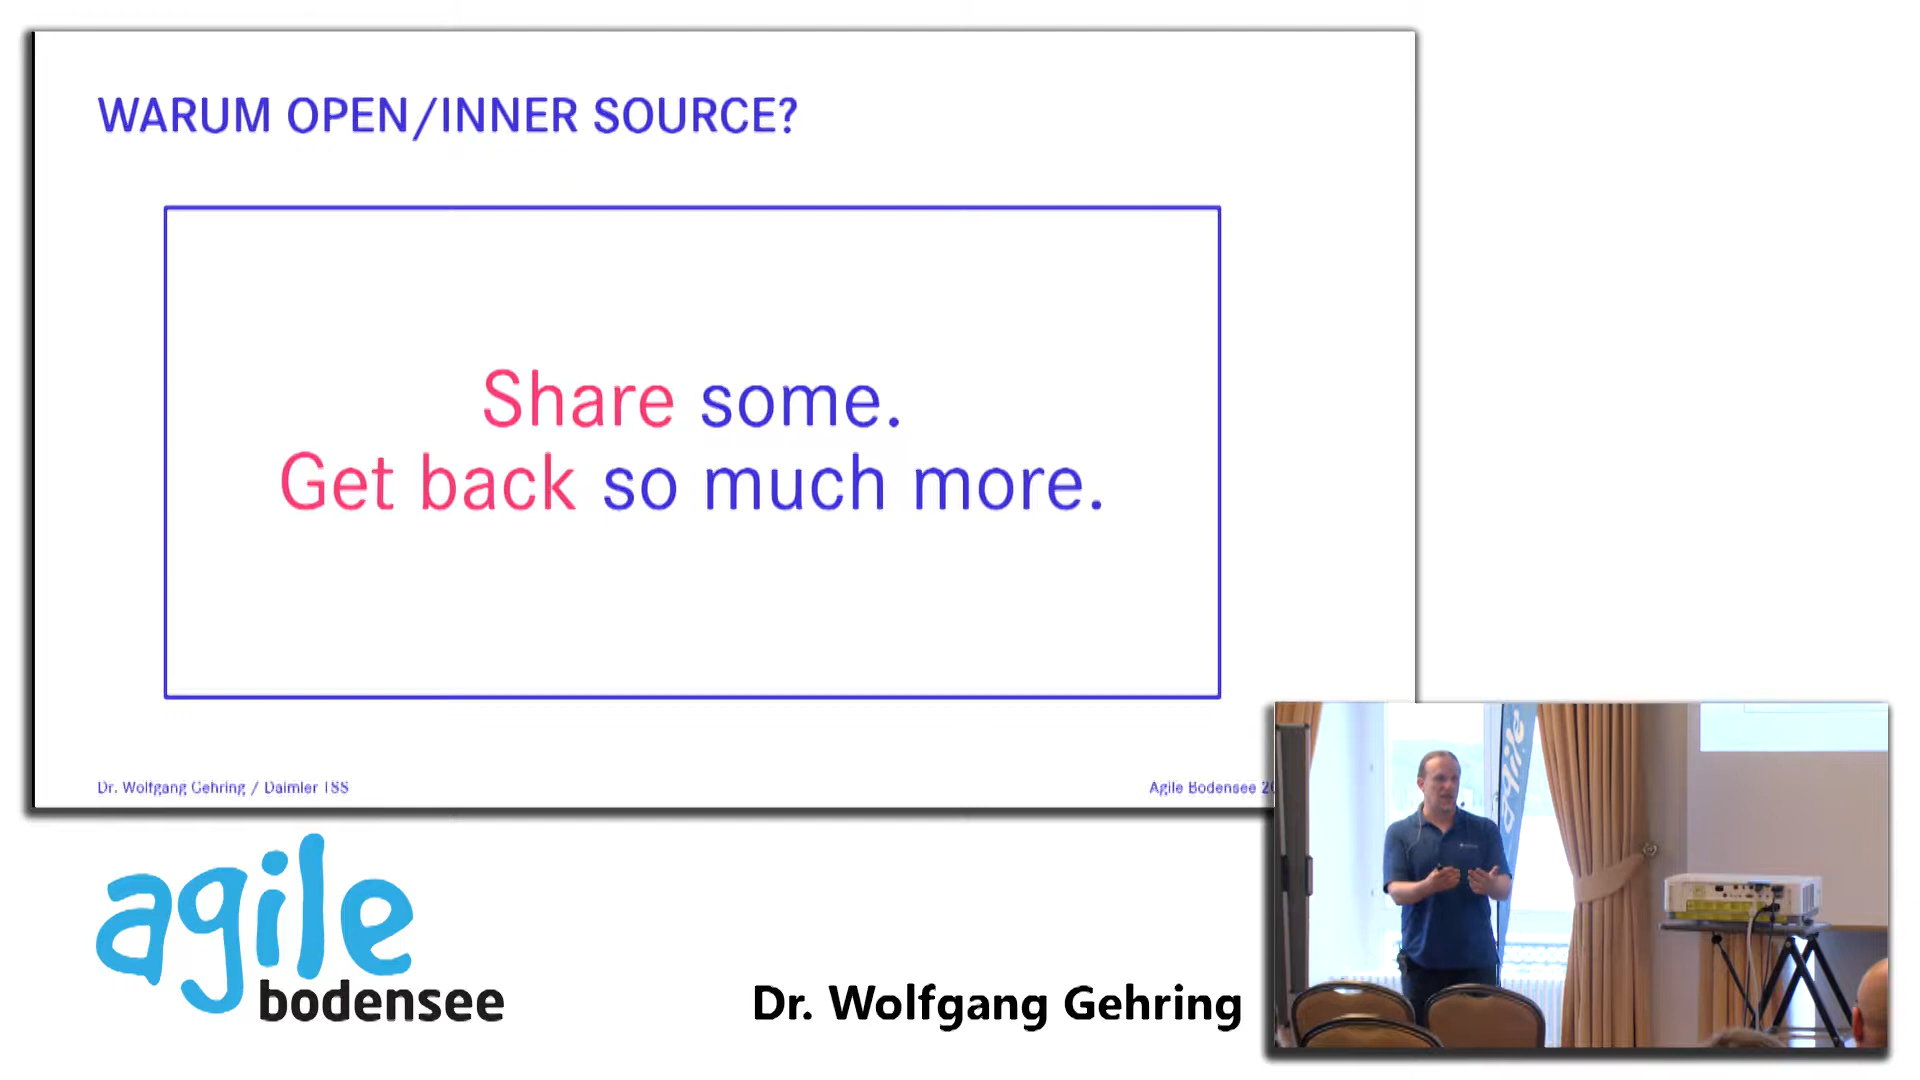 WARUM OPEN/INNER SOURCE?
Share some.
Get back so much more.
Dr. Wolfgang Gehring / Daimler TSS
Agile Bodensee
agile
bodensee
Dr. Wolfgang Gehring
agile